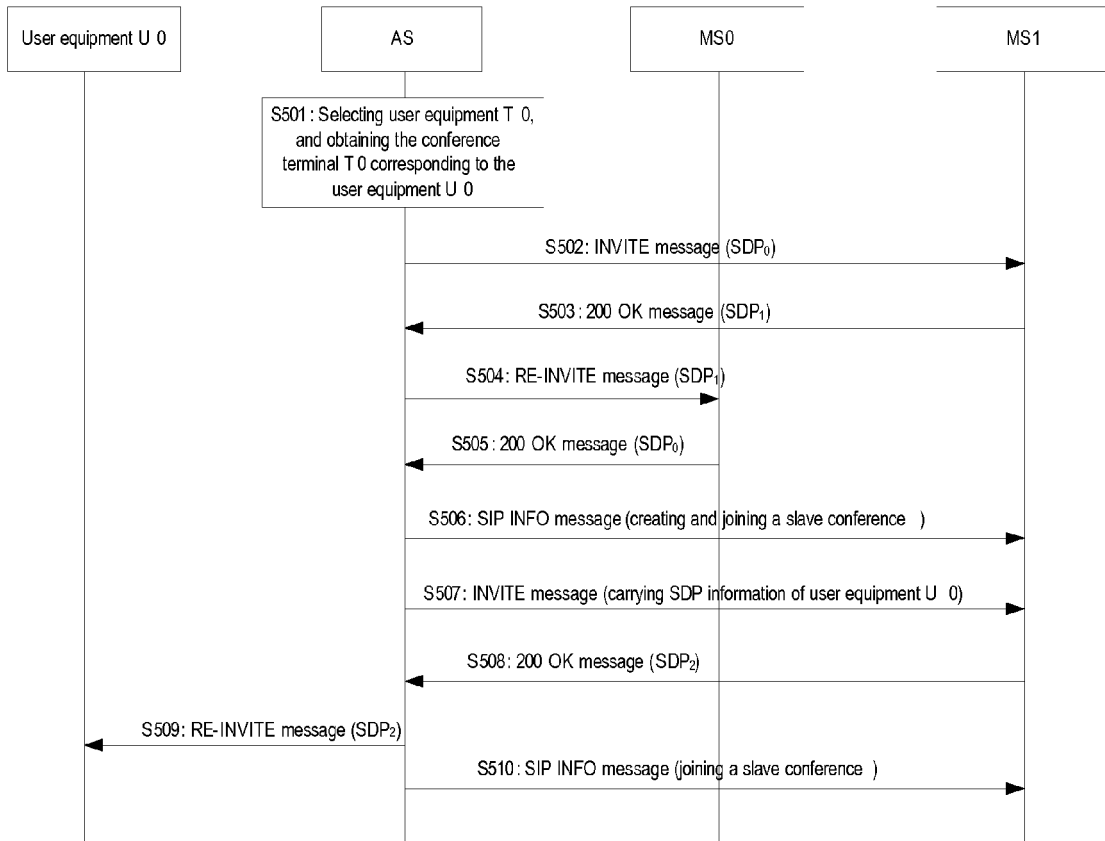 User equipment U 0
AS
MS0
MS1
S501: Selecting user equipment T 0,
and obtaining the conference
terminal T 0 corresponding to the
user equipment U 0
S502: INVITE message (SDP₀)
S503: 200 OK message (SDP₁)
S504: RE-INVITE message (SDP₁)
S505: 200 OK message (SDP₀)
S506: SIP INFO message (creating and joining a slave conference )
S507: INVITE message (carrying SDP information of user equipment U 0)
S508: 200 OK message (SDP₂)
S509: RE-INVITE message (SDP₂)
S510: SIP INFO message (joining a slave conference )